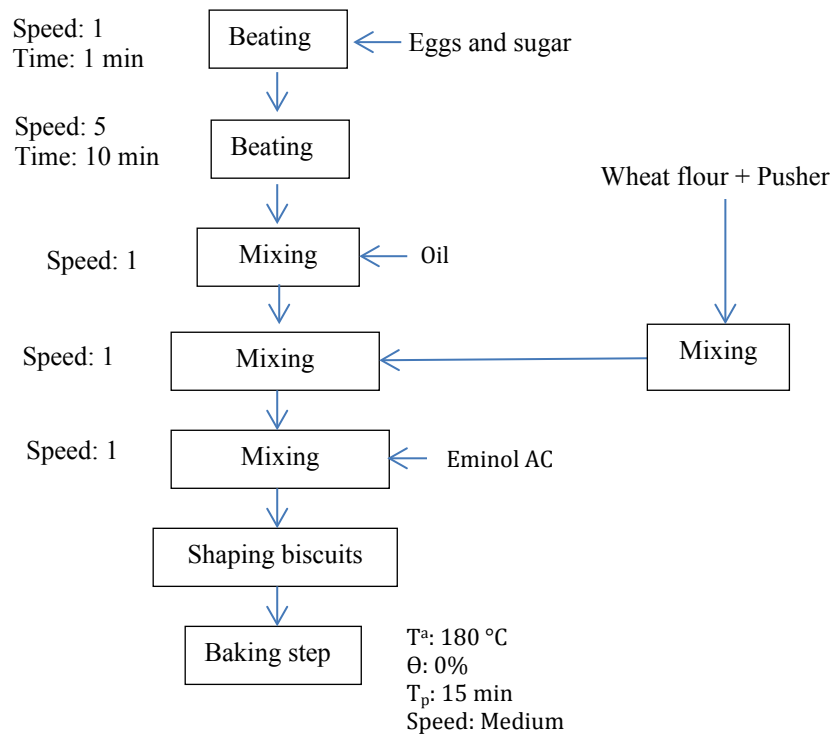 Speed: 1
Time: 1 min
Beating
Eggs and sugar
Speed: 5
Time: 10 min
Beating
Wheat flour + Pusher
Speed: 1
Mixing
Oil
Speed: 1
Mixing
Mixing
Speed: 1
Mixing
Eminol AC
Shaping biscuits
Baking step
Tª: 180 °C
Ө: 0%
Tₚ: 15 min
Speed: Medium